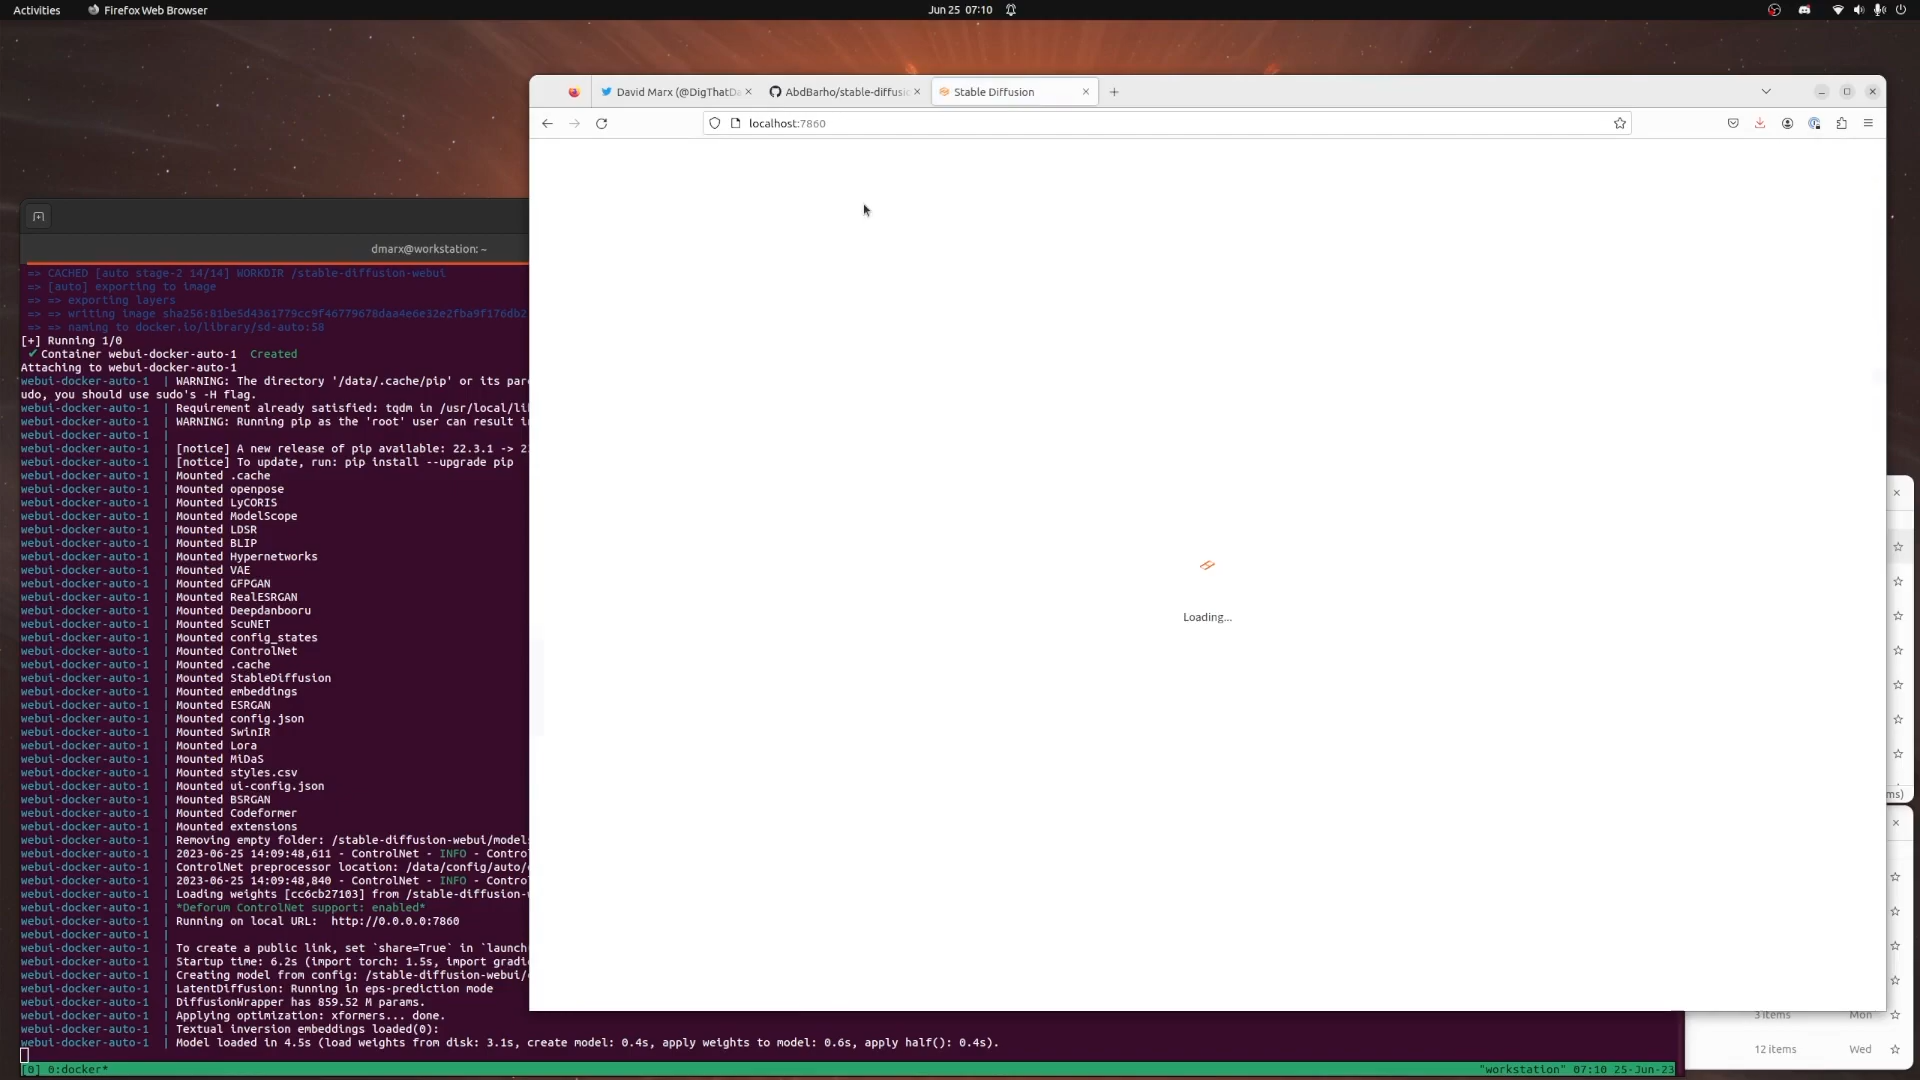 Activities
Firefox Web Browser
Jun 25 07:10
David Marx (@DigThatDa
AbdBarho/stable-diffusio
Stable Diffusion
localhost:7860
Loading...
dmarx@workstation: ~
=> CACHED [auto stage-2 14/14] WORKDIR /stable-diffusion-webui
=> [auto] exporting to image
=> => exporting layers
=> => writing image sha256:81be5d4361779cc9f46779678daa4e6e32e2fba9f176db2
=> => naming to docker.io/library/sd-auto:58
[+] Running 1/0
✓ Container webui-docker-auto-1 Created
Attaching to webui-docker-auto-1
webui-docker-auto-1 | WARNING: The directory '/data/.cache/pip' or its par
udo, you should use sudo's -H flag.
webui-docker-auto-1 | Requirement already satisfied: tqdm in /usr/local/li
webui-docker-auto-1 | WARNING: Running pip as the 'root' user can result i
webui-docker-auto-1 |
webui-docker-auto-1 | [notice] A new release of pip available: 22.3.1 -> 2
webui-docker-auto-1 | [notice] To update, run: pip install --upgrade pip
webui-docker-auto-1 | Mounted .cache
webui-docker-auto-1 | Mounted openpose
webui-docker-auto-1 | Mounted LyCORIS
webui-docker-auto-1 | Mounted ModelScope
webui-docker-auto-1 | Mounted LDSR
webui-docker-auto-1 | Mounted BLIP
webui-docker-auto-1 | Mounted Hypernetworks
webui-docker-auto-1 | Mounted VAE
webui-docker-auto-1 | Mounted GFPGAN
webui-docker-auto-1 | Mounted RealESRGAN
webui-docker-auto-1 | Mounted Deepdanbooru
webui-docker-auto-1 | Mounted ScuNET
webui-docker-auto-1 | Mounted config_states
webui-docker-auto-1 | Mounted ControlNet
webui-docker-auto-1 | Mounted .cache
webui-docker-auto-1 | Mounted StableDiffusion
webui-docker-auto-1 | Mounted embeddings
webui-docker-auto-1 | Mounted ESRGAN
webui-docker-auto-1 | Mounted config.json
webui-docker-auto-1 | Mounted SwinIR
webui-docker-auto-1 | Mounted Lora
webui-docker-auto-1 | Mounted MiDaS
webui-docker-auto-1 | Mounted styles.csv
webui-docker-auto-1 | Mounted ui-config.json
webui-docker-auto-1 | Mounted BSRGAN
webui-docker-auto-1 | Mounted Codeformer
webui-docker-auto-1 | Mounted extensions
webui-docker-auto-1 | Removing empty folder: /stable-diffusion-webui/model
webui-docker-auto-1 | 2023-06-25 14:09:48,611 - ControlNet - INFO - Contro
webui-docker-auto-1 | ControlNet preprocessor location: /data/config/auto/
webui-docker-auto-1 | 2023-06-25 14:09:48,840 - ControlNet - INFO - Contro
webui-docker-auto-1 | Loading weights [cc6cb27103] from /stable-diffusion-
webui-docker-auto-1 | *Deforum ControlNet support: enabled*
webui-docker-auto-1 | Running on local URL: http://0.0.0.0:7860
webui-docker-auto-1 |
webui-docker-auto-1 | To create a public link, set `share=True` in `launch
webui-docker-auto-1 | Startup time: 6.2s (import torch: 1.5s, import gradi
webui-docker-auto-1 | Creating model from config: /stable-diffusion-webui/
webui-docker-auto-1 | LatentDiffusion: Running in eps-prediction mode
webui-docker-auto-1 | DiffusionWrapper has 859.52 M params.
webui-docker-auto-1 | Applying optimization: xformers... done.
webui-docker-auto-1 | Textual inversion embeddings loaded(0):
webui-docker-auto-1 | Model loaded in 4.5s (load weights from disk: 3.1s, create model: 0.4s, apply weights to model: 0.6s, apply half(): 0.4s).
[0] 0:docker*
"workstation" 07:10 25-Jun-23
ms)
3 items Mon
12 items Wed